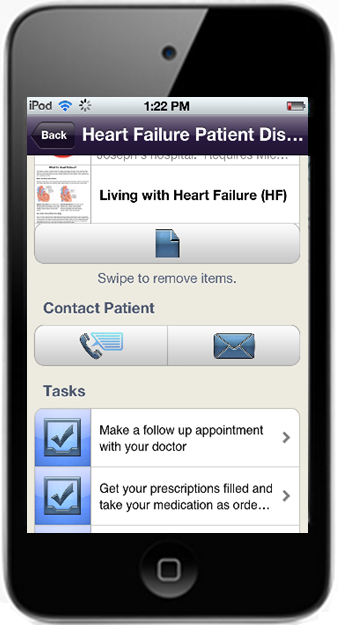 iPod 1:22 PM
Back Heart Failure Patient Dis...
Joseph's hospital. Requires Mic...
Living with Heart Failure (HF)
Swipe to remove items.
Contact Patient
Tasks
Make a follow up appointment
with your doctor
Get your prescriptions filled and
take your medication as orde...